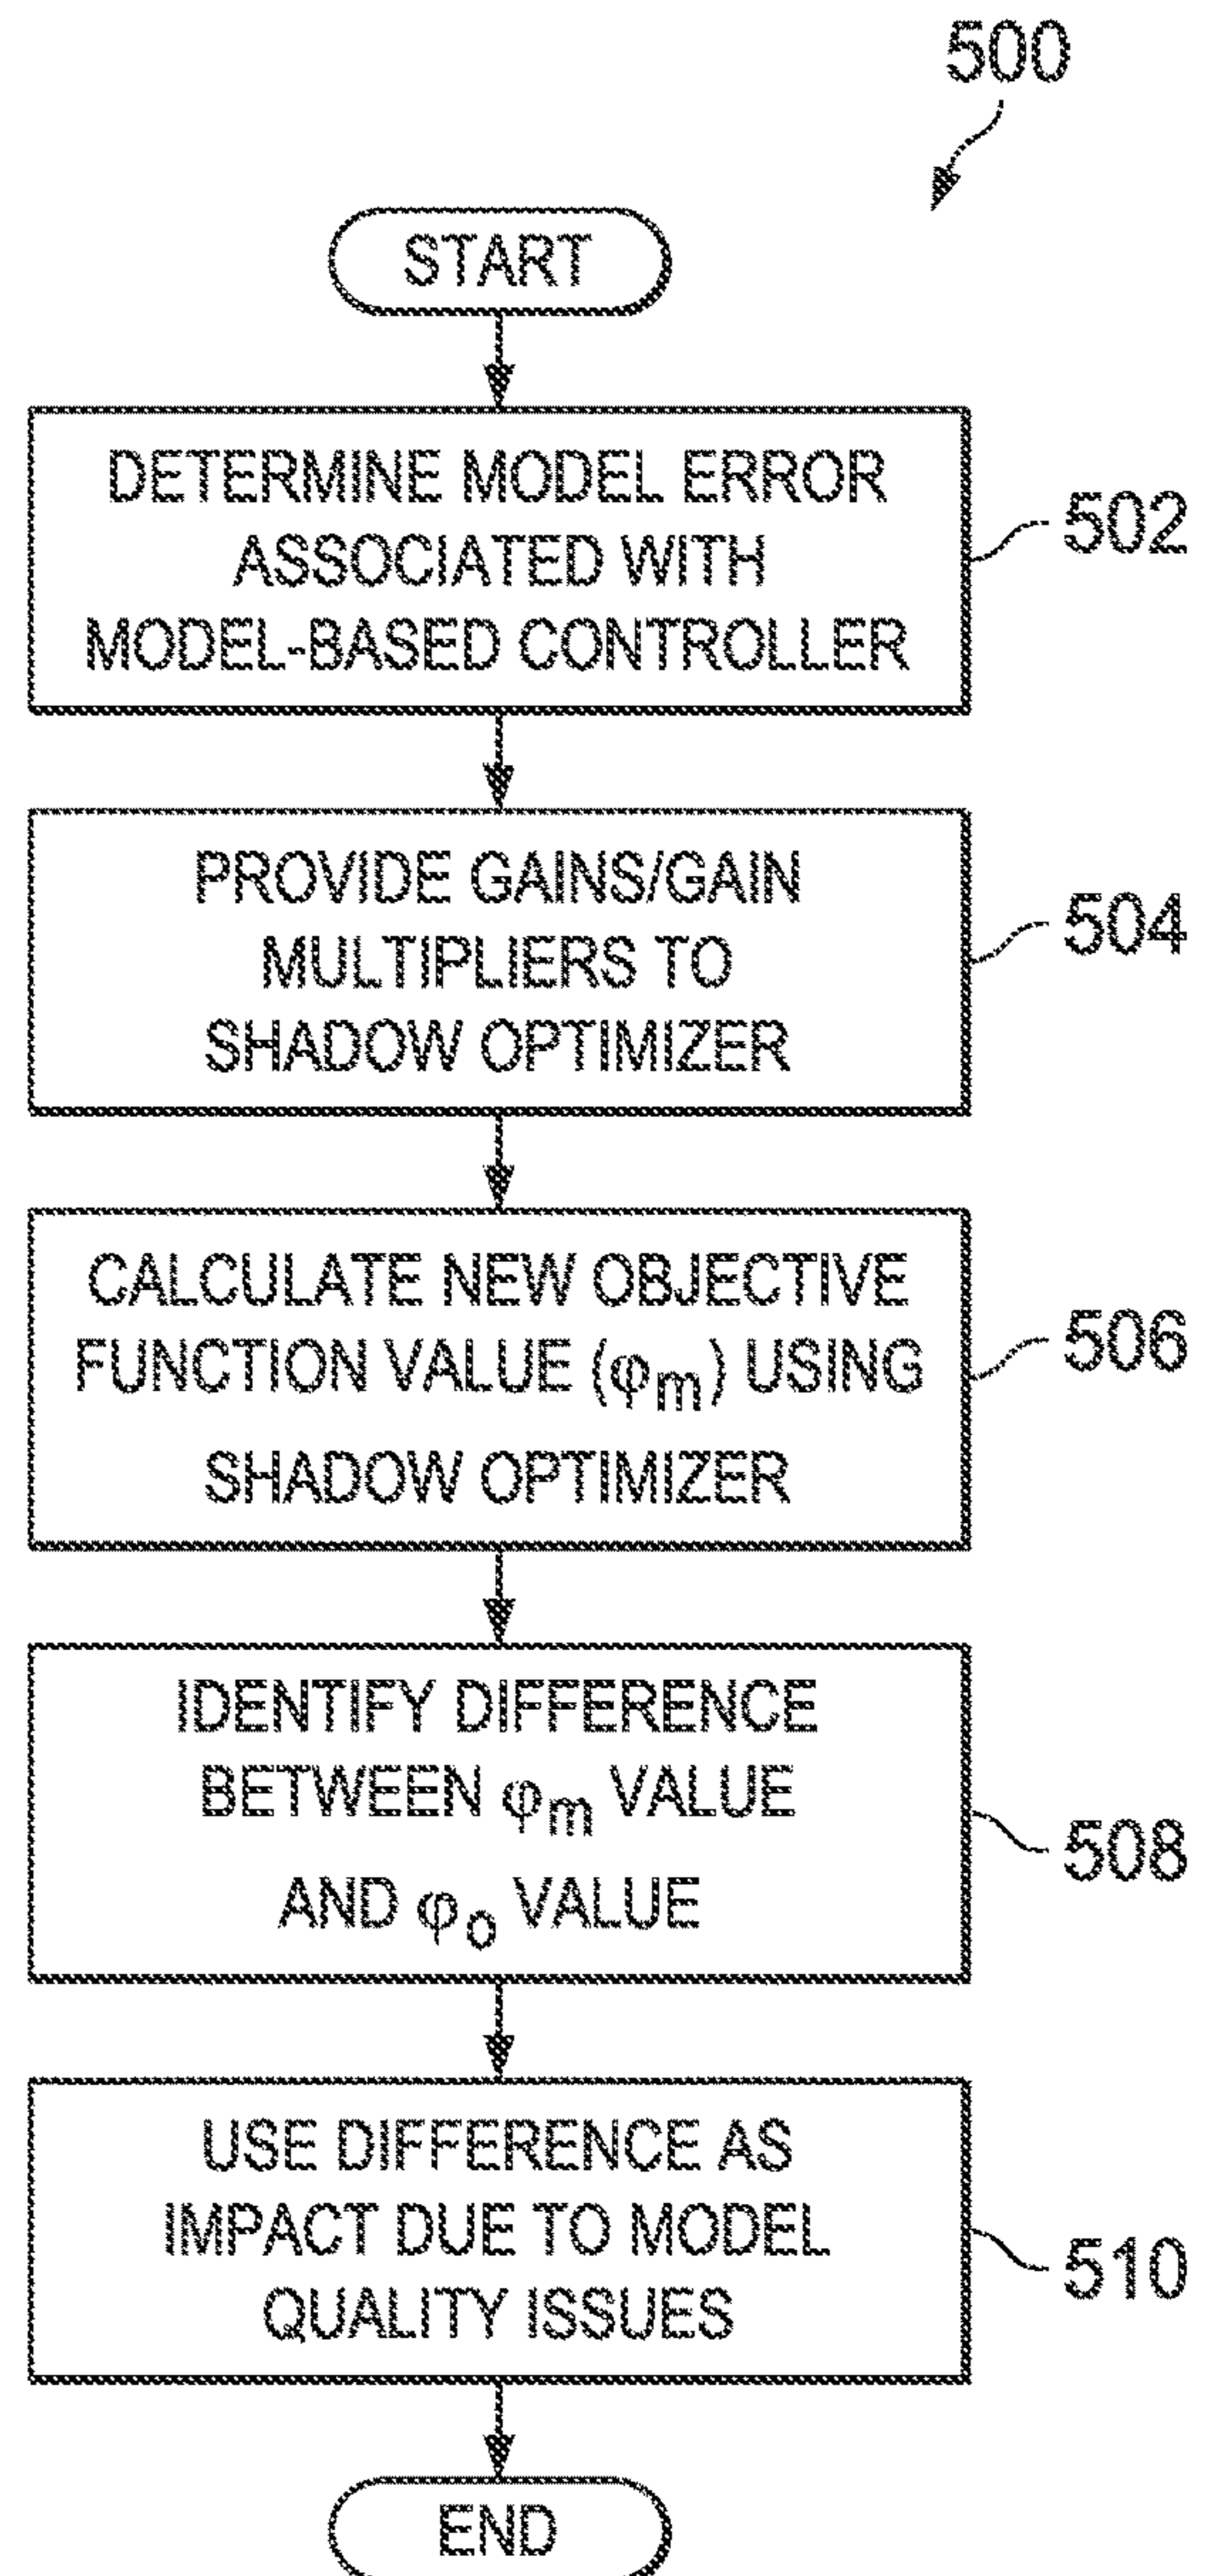 500
START
DETERMINE MODEL ERROR
ASSOCIATED WITH
MODEL-BASED CONTROLLER
502
PROVIDE GAINS/GAIN
MULTIPLIERS TO
SHADOW OPTIMIZER
504
CALCULATE NEW OBJECTIVE
FUNCTION VALUE (φm) USING
SHADOW OPTIMIZER
506
IDENTIFY DIFFERENCE
BETWEEN φm VALUE
AND φo VALUE
508
USE DIFFERENCE AS
IMPACT DUE TO MODEL
QUALITY ISSUES
510
END